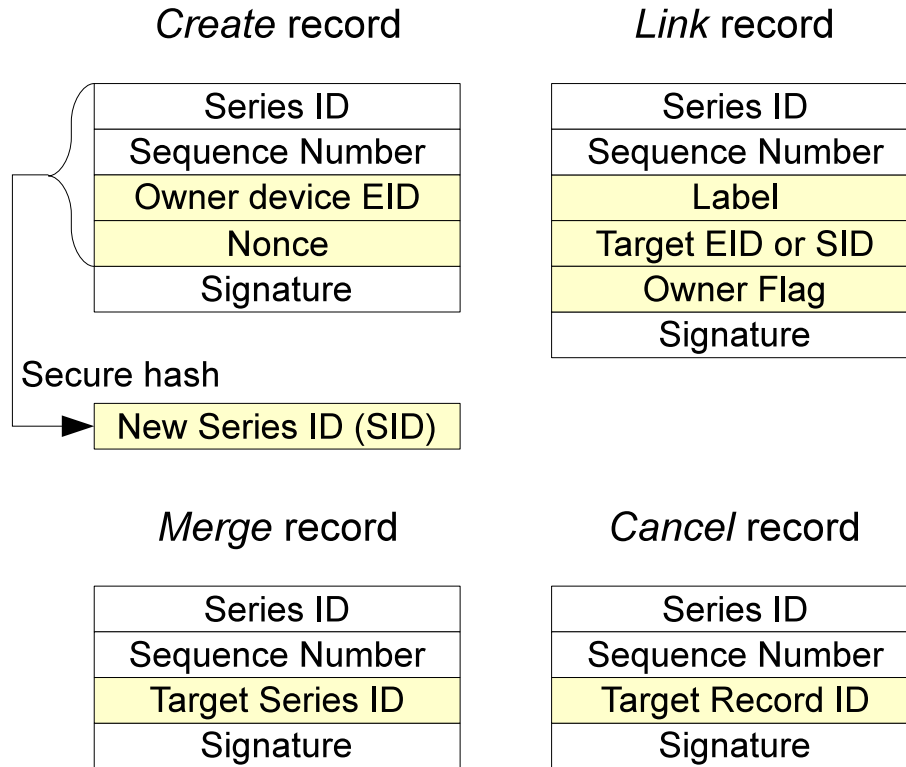 Create record
Series ID
Sequence Number
Owner device EID
Nonce
Signature
Secure hash
New Series ID (SID)
Link record
Series ID
Sequence Number
Label
Target EID or SID
Owner Flag
Signature
Merge record
Series ID
Sequence Number
Target Series ID
Signature
Cancel record
Series ID
Sequence Number
Target Record ID
Signature